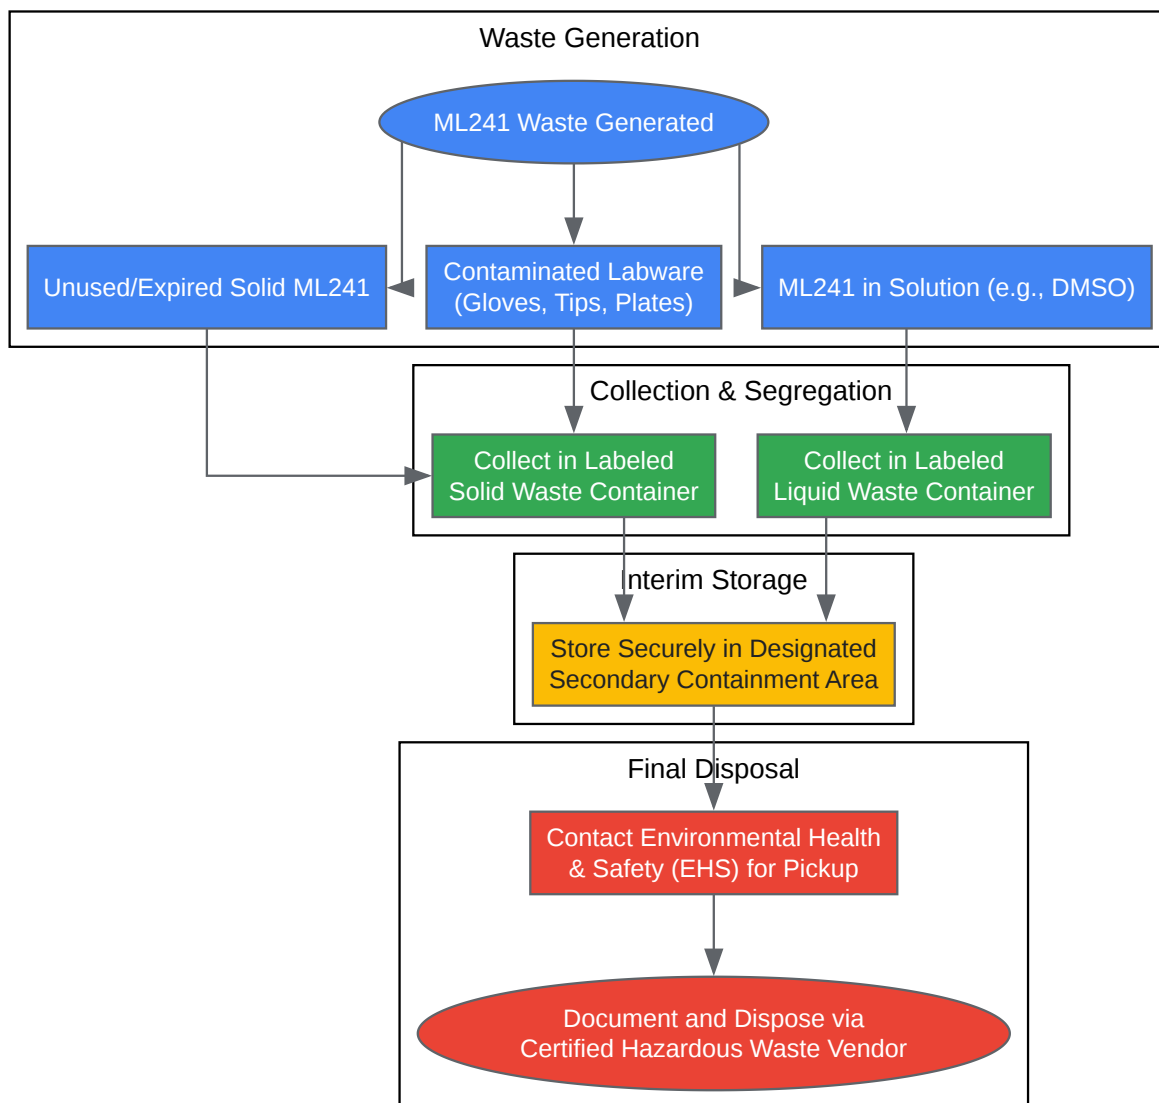 Waste Generation
ML241 Waste Generated
Unused/Expired Solid ML241
Contaminated Labware
(Gloves, Tips, Plates)
ML241 in Solution (e.g., DMSO)
Collection & Segregation
Collect in Labeled
Solid Waste Container
Collect in Labeled
Liquid Waste Container
Interim Storage
Store Securely in Designated
Secondary Containment Area
Final Disposal
Contact Environmental Health
& Safety (EHS) for Pickup
Document and Dispose via
Certified Hazardous Waste Vendor